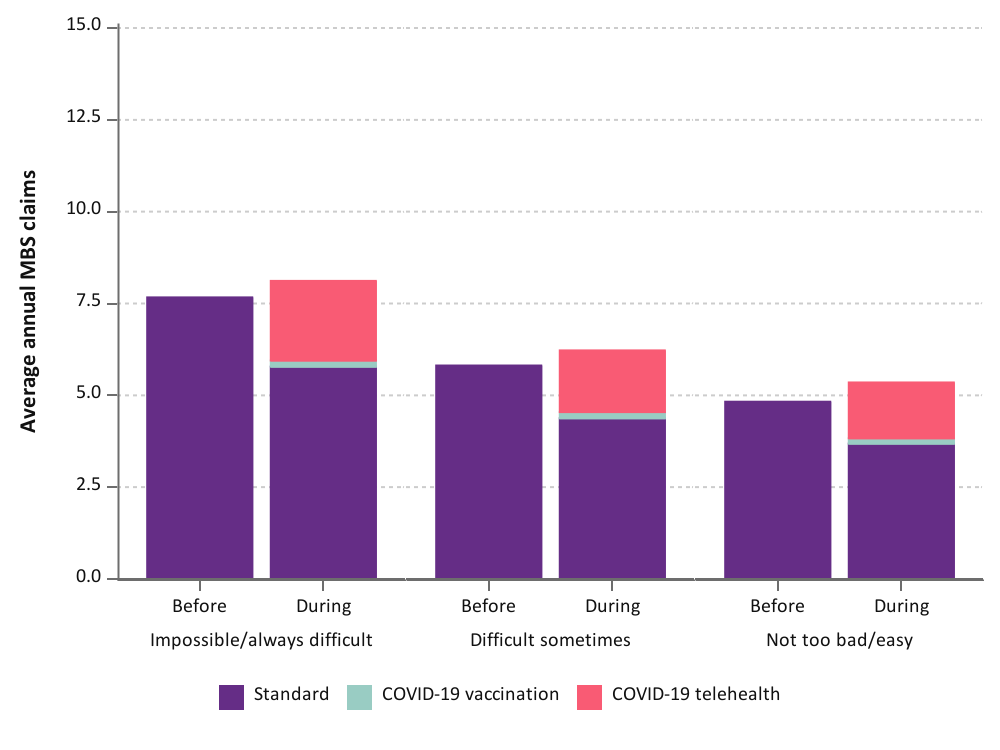 Average annual MBS claims
15.0
12.5
10.0
7.5
5.0
2.5
0.0
Before During Before During Before During
Impossible/always difficult Difficult sometimes Not too bad/easy
Standard COVID-19 vaccination COVID-19 telehealth